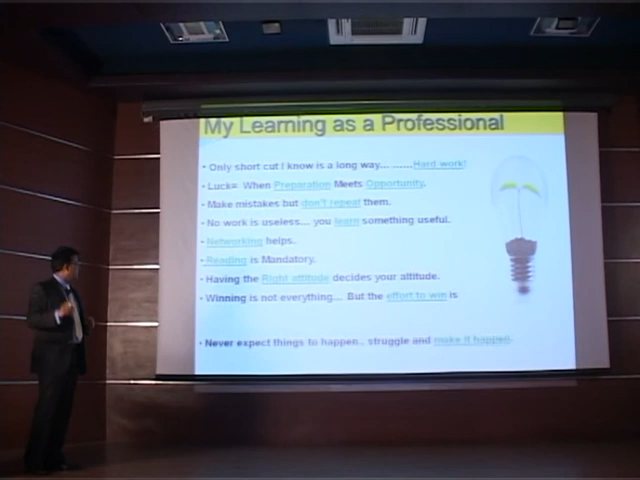 My Learning as a Professional
• Only short cut I know is a long way... ......Hard work!
• Luck= When Preparation Meets Opportunity.
• Make mistakes but don't repeat them.
• No work is useless... you learn something useful.
• Networking helps.
• Reading is Mandatory.
• Having the Right attitude decides your altitude.
• Winning is not everything... But the effort to win is
• Never expect things to happen.. struggle and make it happen.